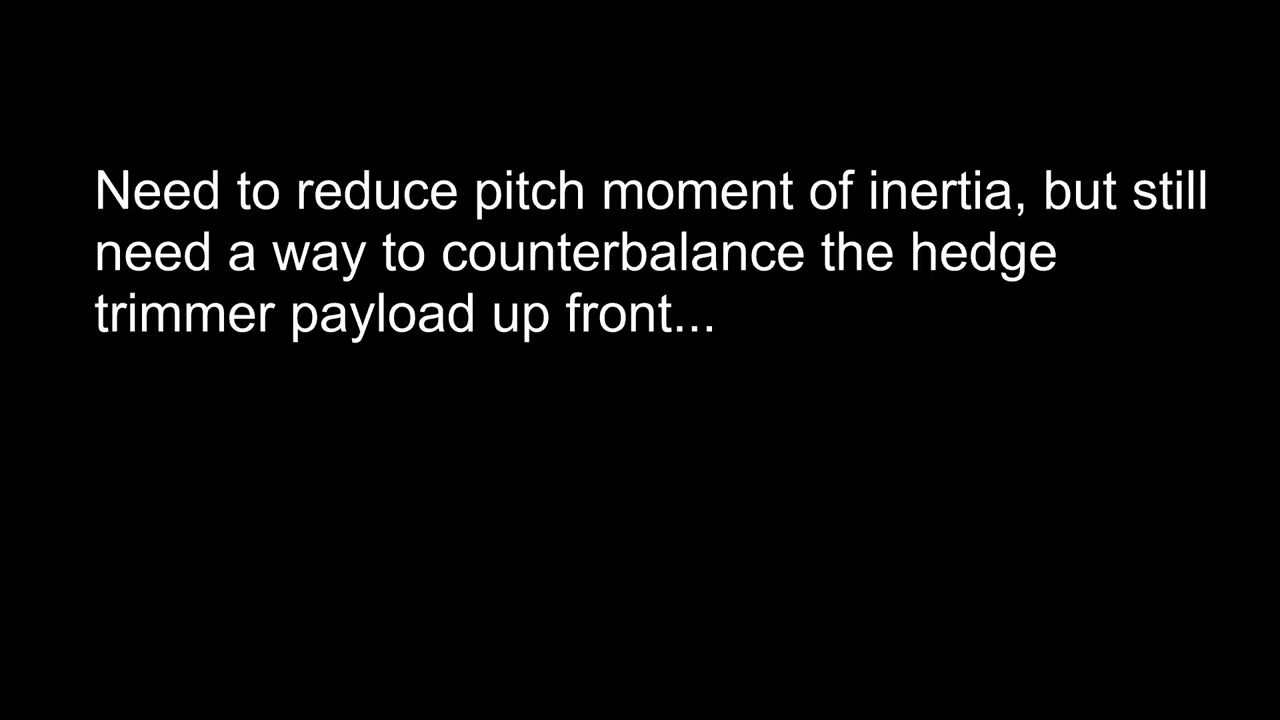 Need to reduce pitch moment of inertia, but still
need a way to counterbalance the hedge
trimmer payload up front...